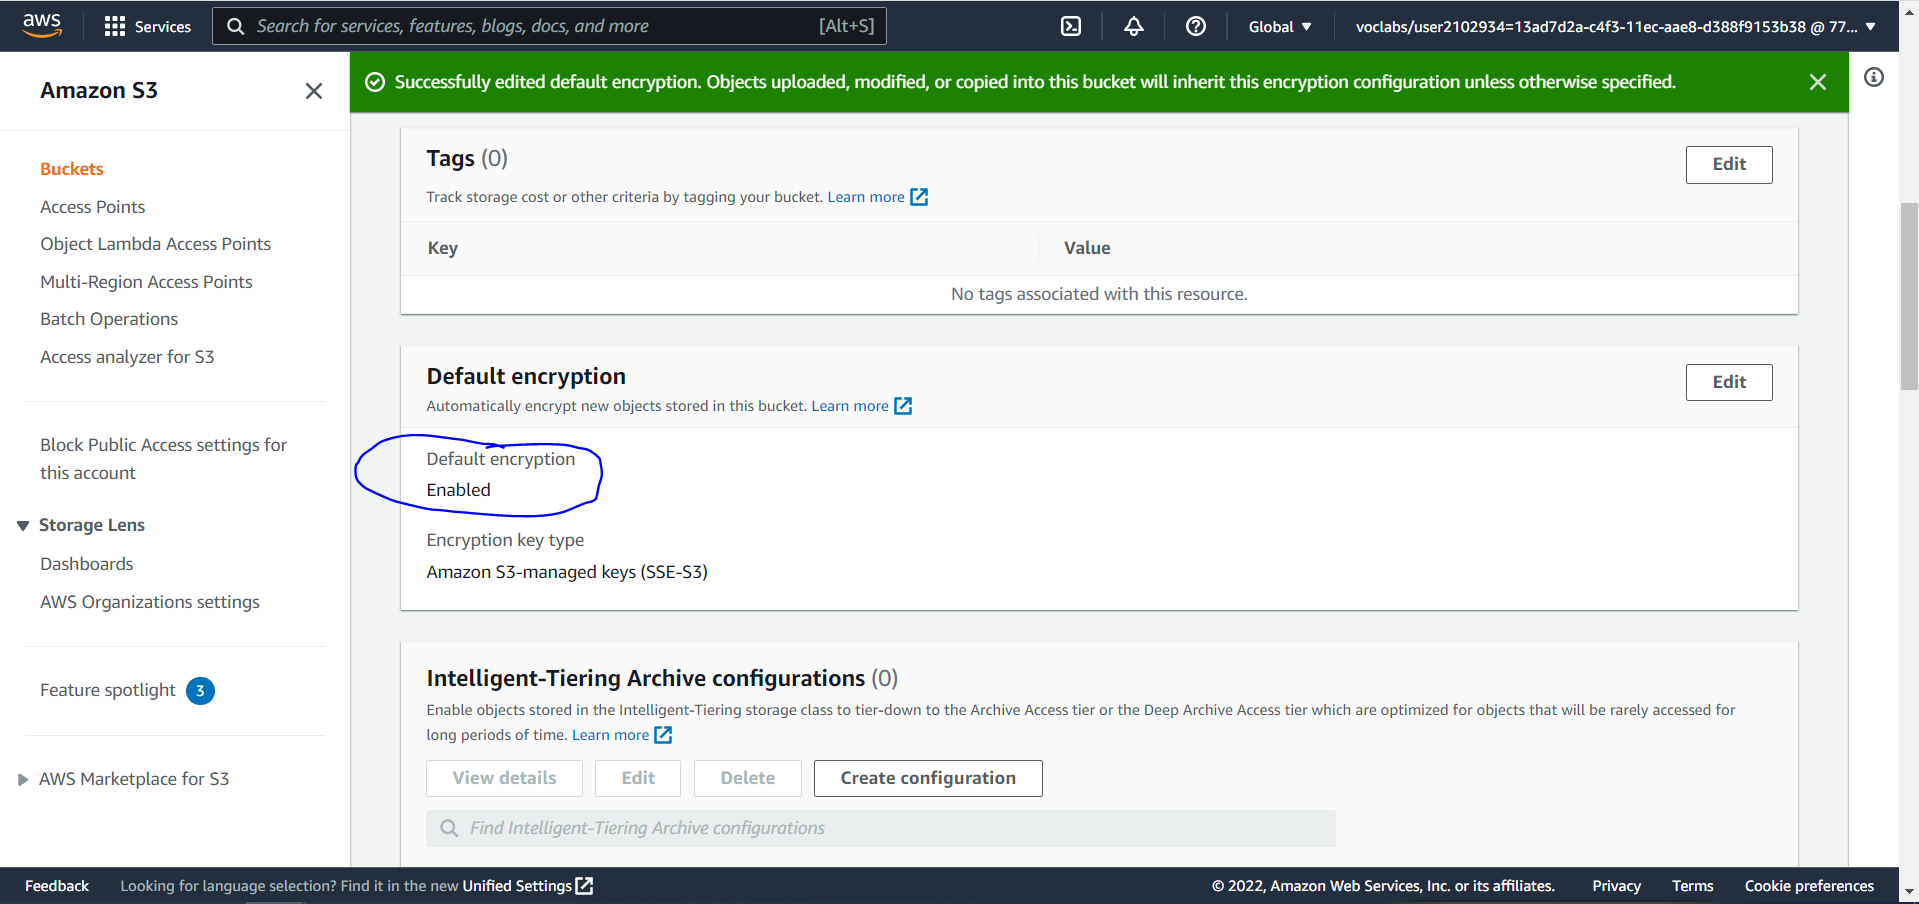 aws
Services
Search for services, features, blogs, docs, and more
[Alt+S]
Global
voclabs/user2102934=13ad7d2a-c4f3-11ec-aae8-d388f9153b38 @ 77...
Amazon S3
Buckets
Access Points
Object Lambda Access Points
Multi-Region Access Points
Batch Operations
Access analyzer for S3
Block Public Access settings for
this account
Storage Lens
Dashboards
AWS Organizations settings
Feature spotlight 3
AWS Marketplace for S3
Successfully edited default encryption. Objects uploaded, modified, or copied into this bucket will inherit this encryption configuration unless otherwise specified.
Tags (0)
Edit
Track storage cost or other criteria by tagging your bucket. Learn more
Key
Value
No tags associated with this resource.
Default encryption
Edit
Automatically encrypt new objects stored in this bucket. Learn more
Default encryption
Enabled
Encryption key type
Amazon S3-managed keys (SSE-S3)
Intelligent-Tiering Archive configurations (0)
Enable objects stored in the Intelligent-Tiering storage class to tier-down to the Archive Access tier or the Deep Archive Access tier which are optimized for objects that will be rarely accessed for
long periods of time. Learn more
View details
Edit
Delete
Create configuration
Find Intelligent-Tiering Archive configurations
Feedback
Looking for language selection? Find it in the new Unified Settings
© 2022, Amazon Web Services, Inc. or its affiliates.
Privacy
Terms
Cookie preferences